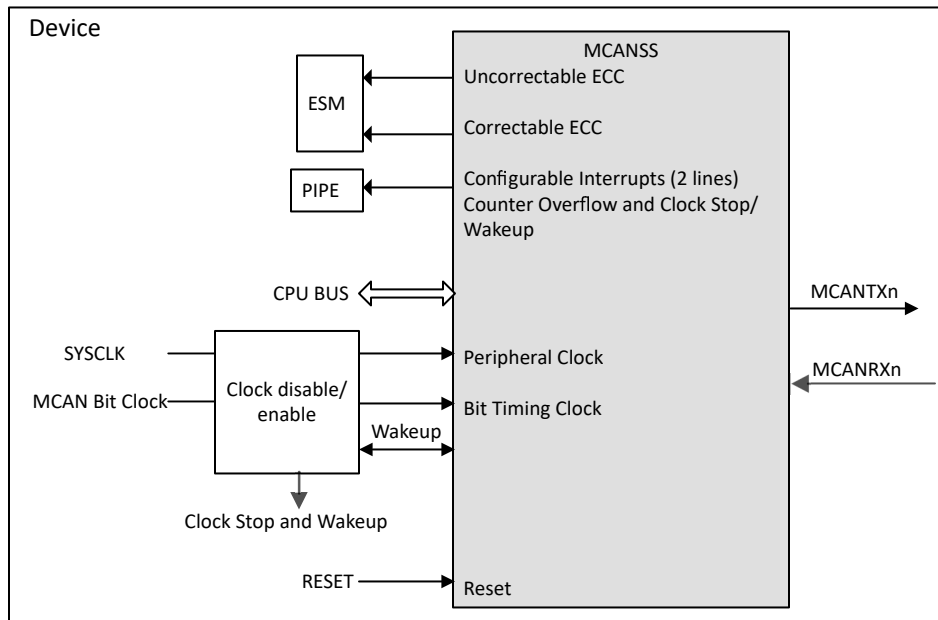 Device
MCANSS
ESM
Uncorrectable ECC
Correctable ECC
PIPE
Configurable Interrupts (2 lines)
Counter Overflow and Clock Stop/
Wakeup
CPU BUS
MCANTXn
SYSCLK
Peripheral Clock
MCANRXn
MCAN Bit Clock
Clock disable/
enable
Bit Timing Clock
Wakeup
Clock Stop and Wakeup
RESET
Reset